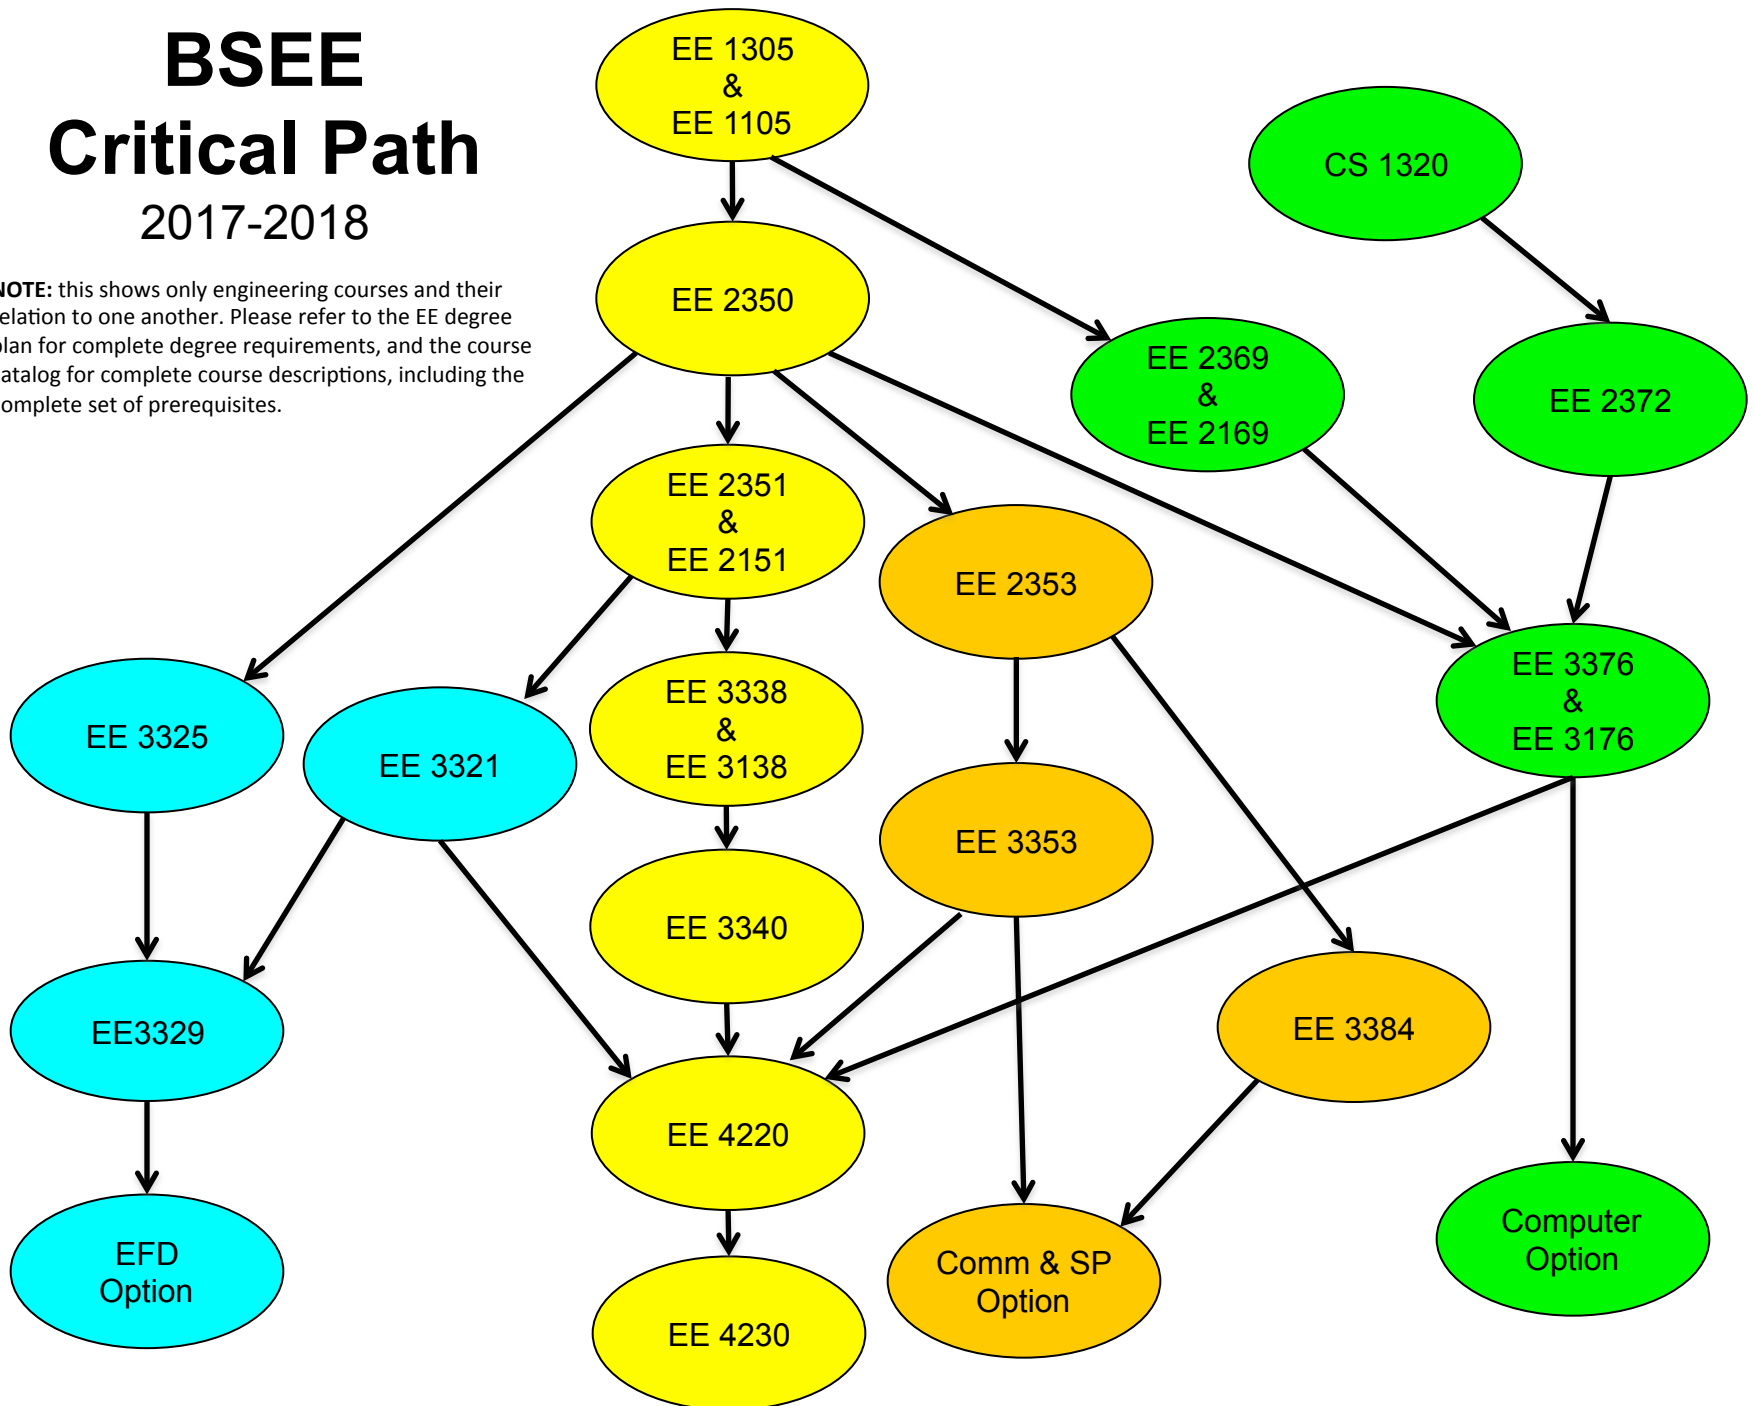 BSEE
Critical Path
2017-2018
NOTE: this shows only engineering courses and their
elation to one another. Please refer to the EE degree
plan for complete degree requirements, and the course
atalog for complete course descriptions, including the
omplete set of prerequisites.
EE 1305
&
EE 1105
CS 1320
EE 2350
EE 2369
&
EE 2169
EE 2372
EE 2351
&
EE 2151
EE 2353
EE 3325
EE 3321
EE 3338
&
EE 3138
EE 3376
&
EE 3176
EE 3353
EE 3340
EE3329
EE 3384
EE 4220
EFD
Option
EE 4230
Comm & SP
Option
Computer
Option